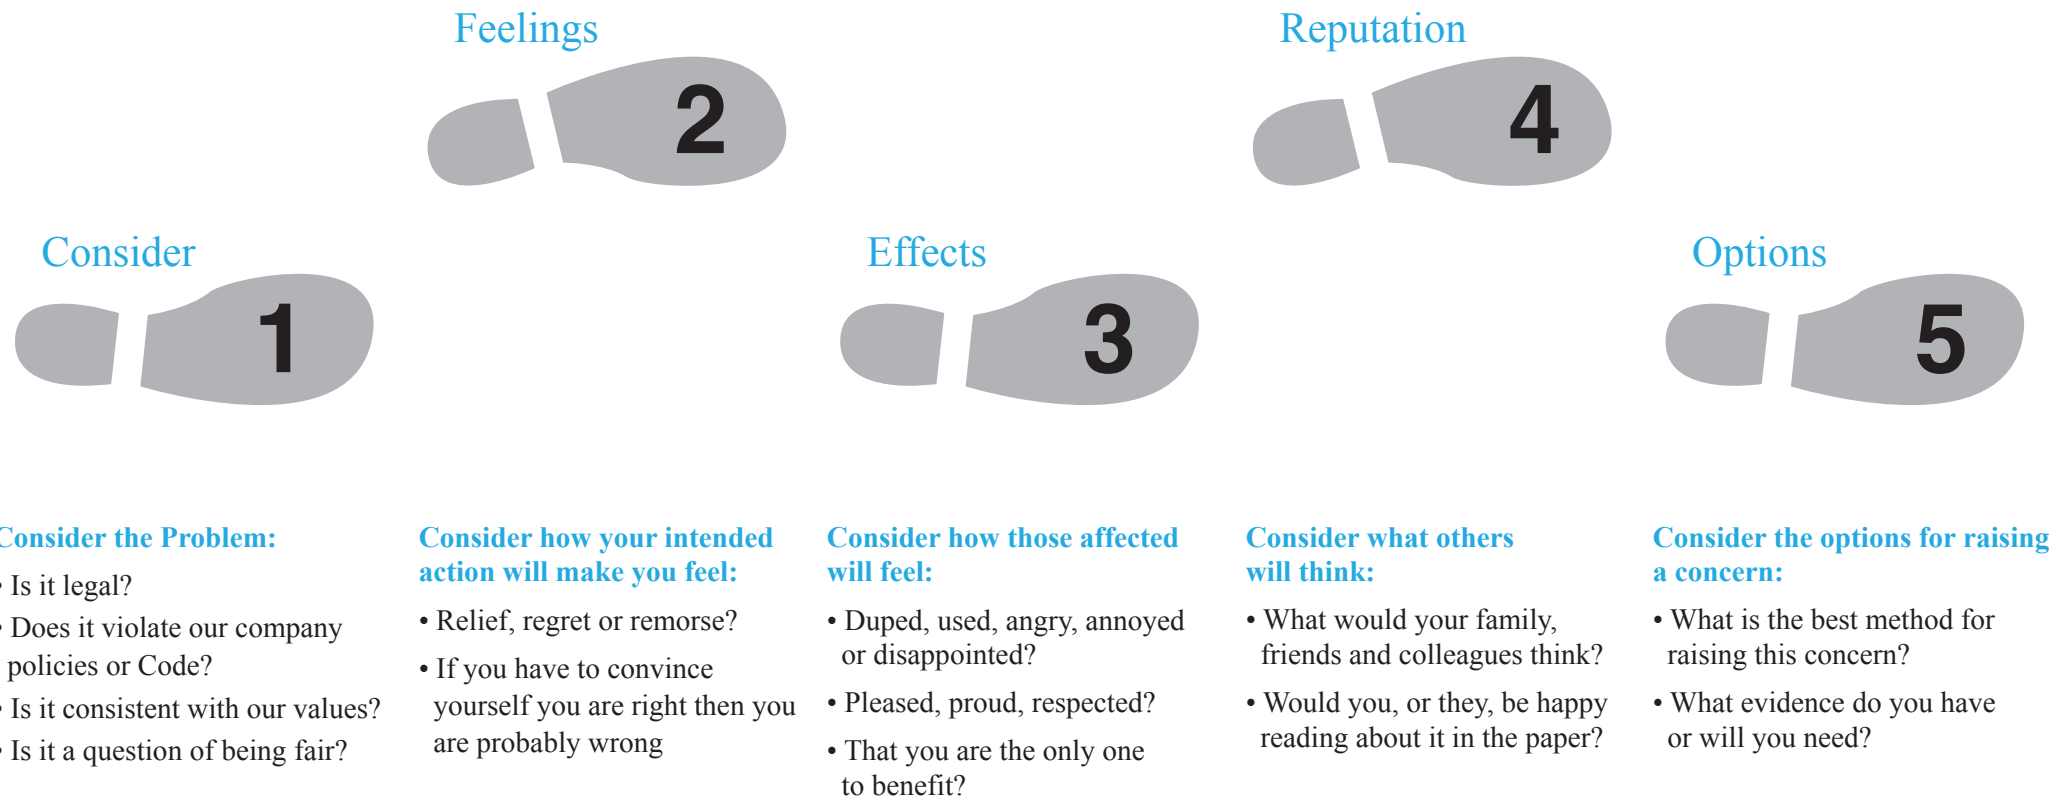 Feelings
2
Reputation
4
Consider
1
Effects
3
Options
5
Consider the Problem:
• Is it legal?
• Does it violate our company
policies or Code?
• Is it consistent with our values?
• Is it a question of being fair?
Consider how your intended
action will make you feel:
• Relief, regret or remorse?
• If you have to convince
yourself you are right then you
are probably wrong
Consider how those affected
will feel:
• Duped, used, angry, annoyed
or disappointed?
• Pleased, proud, respected?
• That you are the only one
to benefit?
Consider what others
will think:
• What would your family,
friends and colleagues think?
• Would you, or they, be happy
reading about it in the paper?
Consider the options for raising
a concern:
• What is the best method for
raising this concern?
• What evidence do you have
or will you need?